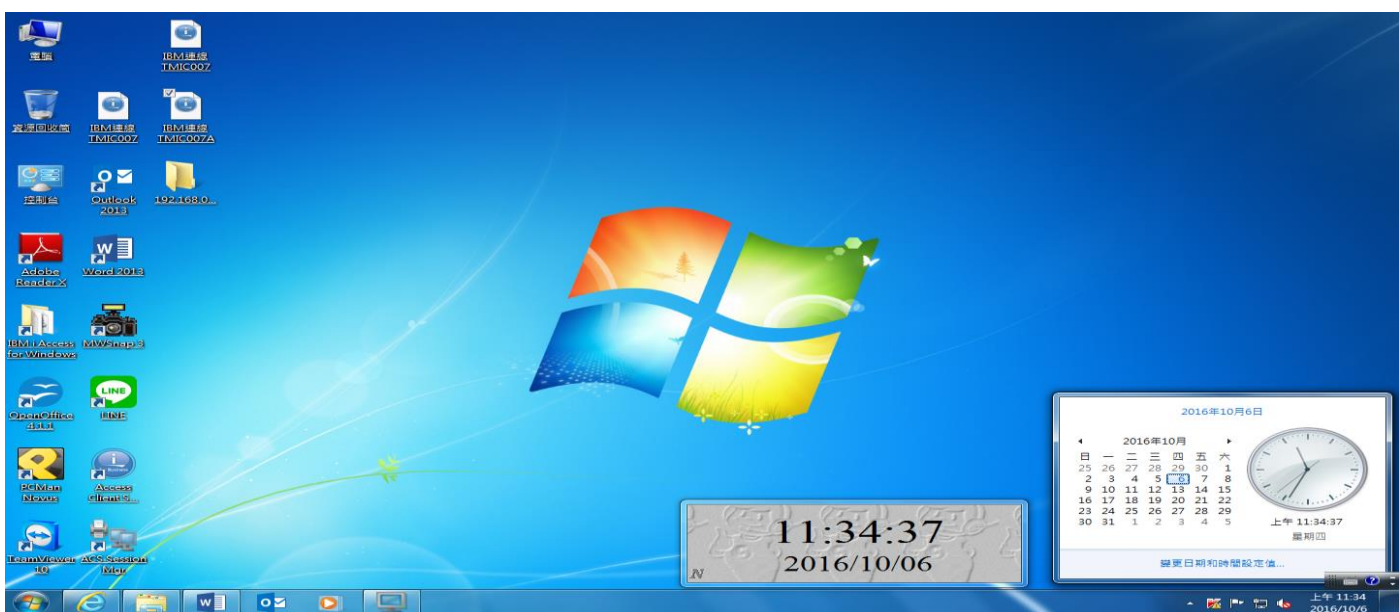 電腦
IBM連線
TMIC007
資源回收筒
IBM連線
TMIC007
IBM連線
TMIC007A
控制台
Outlook
2013
192.168.0...
Adobe
Reader X
Word 2013
IBM i Access
for Windows
MWSnap 3
OpenOffice
4.1.1
LINE
LINE
PCMan
Novus
Access
Client S...
TeamViewer
10
ACS Session
Mgr
11:34:37
2016/10/06
N
2016年10月6日
2016年10月
日 一 二 三 四 五 六
25 26 27 28 29 30 1
2 3 4 5 6 7 8
9 10 11 12 13 14 15
16 17 18 19 20 21 22
23 24 25 26 27 28 29
30 31 1 2 3 4 5
上午 11:34:37
星期四
變更日期和時間設定值...
上午 11:34
2016/10/6